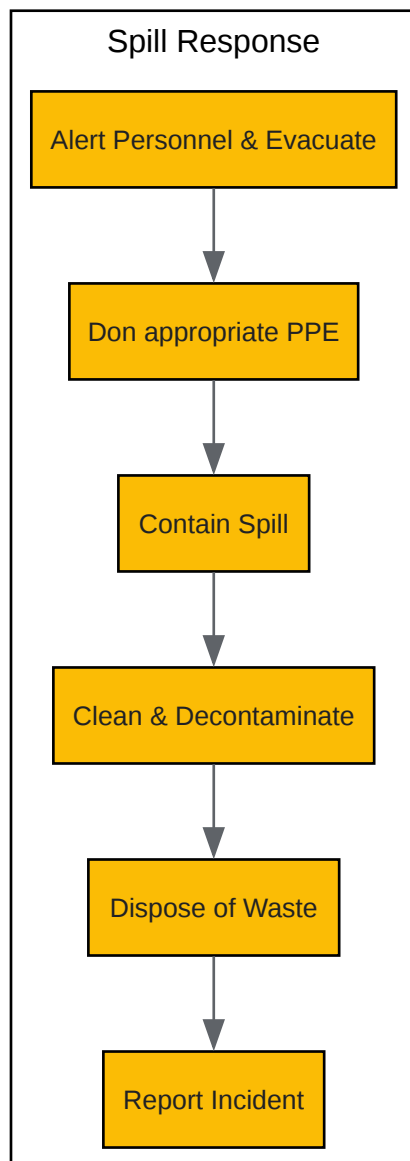 Spill Response
Alert Personnel & Evacuate
Don appropriate PPE
Contain Spill
Clean & Decontaminate
Dispose of Waste
Report Incident